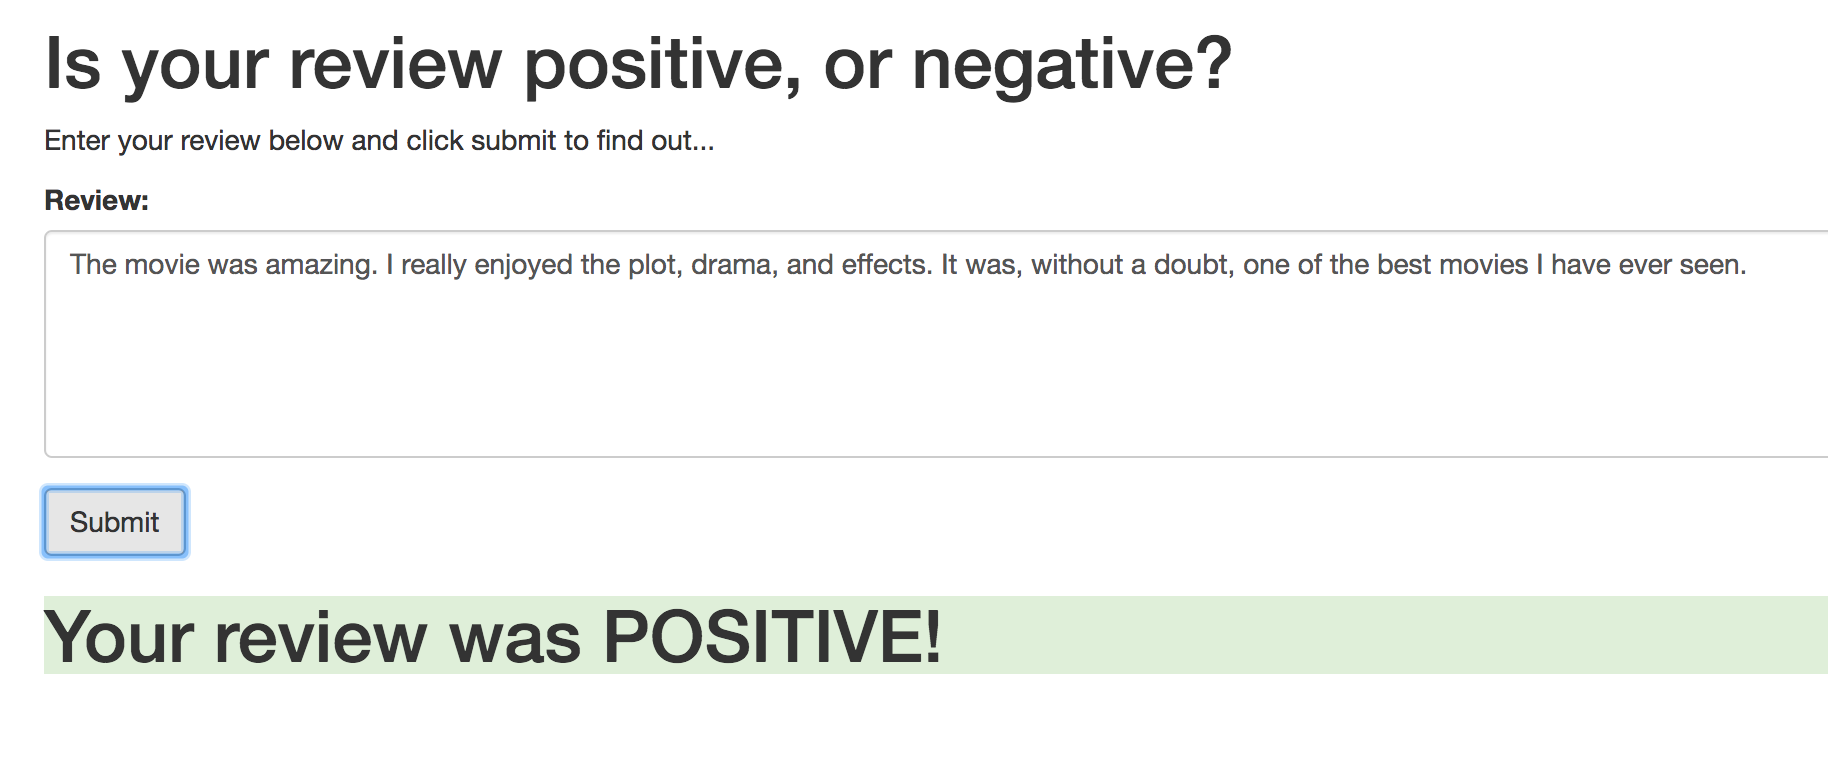 Is your review positive, or negative?
Enter your review below and click submit to find out...
Review:
The movie was amazing. I really enjoyed the plot, drama, and effects. It was, without a doubt, one of the best movies I have ever seen.
Submit
Your review was POSITIVE!